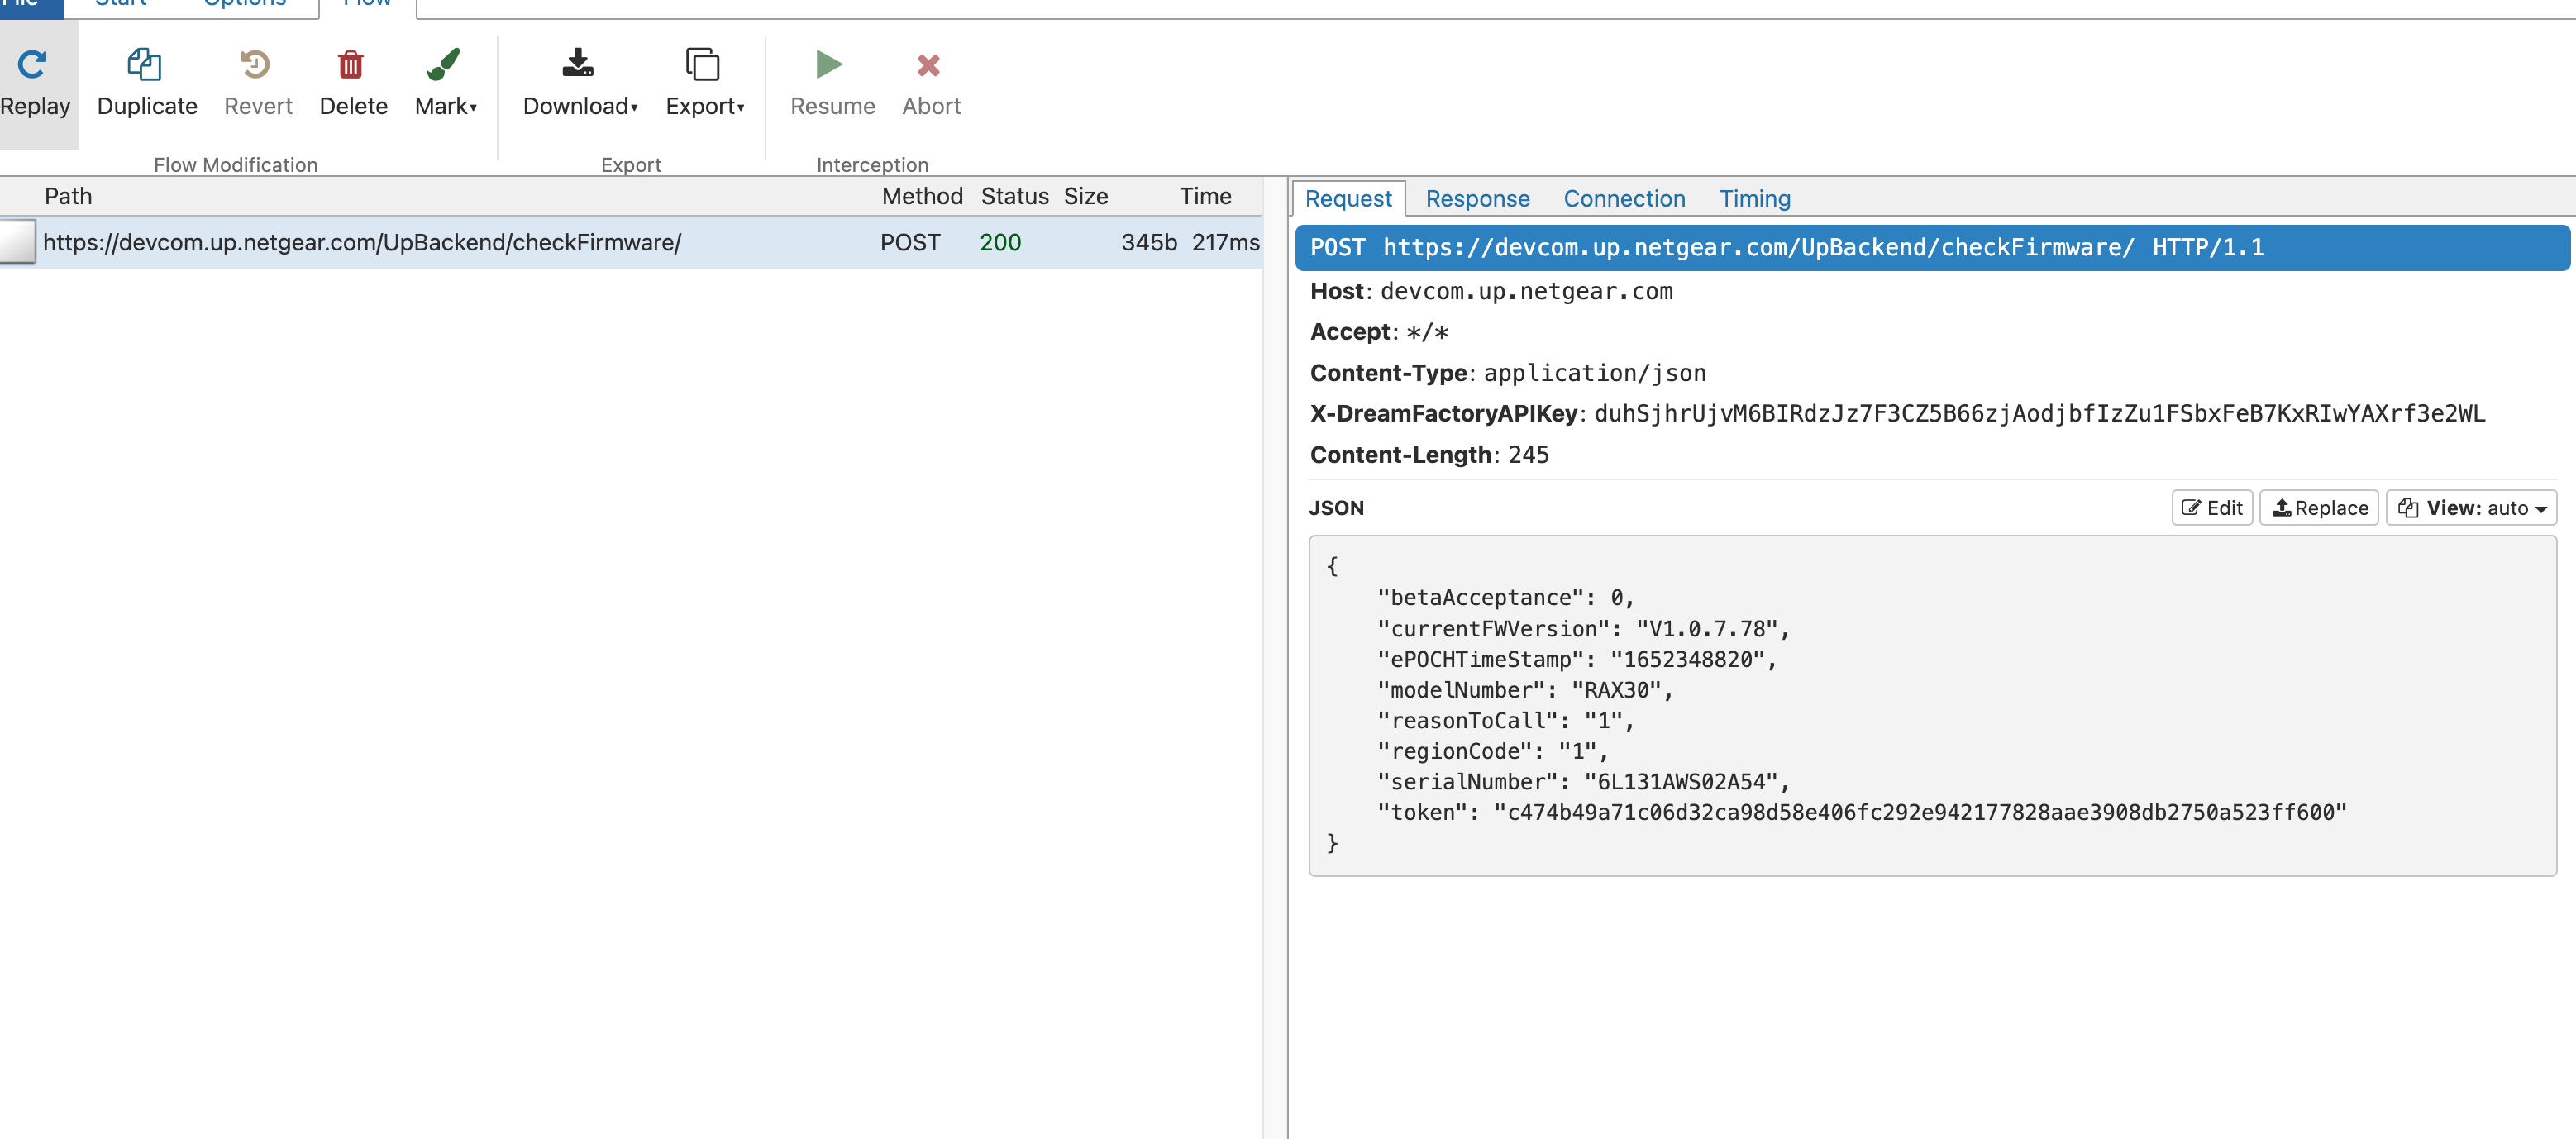 File Start Options Flow
Replay Duplicate Revert Delete Mark▾ Download▾ Export▾ Resume Abort
Flow Modification Export Interception
Path Method Status Size Time
https://devcom.up.netgear.com/UpBackend/checkFirmware/ POST 200 345b 217ms
Request Response Connection Timing
POST https://devcom.up.netgear.com/UpBackend/checkFirmware/ HTTP/1.1
Host: devcom.up.netgear.com
Accept: */*
Content-Type: application/json
X-DreamFactoryAPIKey: duhSjhrUjvM6BIRdzJz7F3CZ5B66zjAodjbfIzZu1FSbxFeB7KxRIwYAXrf3e2WL
Content-Length: 245
JSON Edit Replace View: auto
{
"betaAcceptance": 0,
"currentFWVersion": "V1.0.7.78",
"ePOCHTimeStamp": "1652348820",
"modelNumber": "RAX30",
"reasonToCall": "1",
"regionCode": "1",
"serialNumber": "6L131AWS02A54",
"token": "c474b49a71c06d32ca98d58e406fc292e942177828aae3908db2750a523ff600"
}